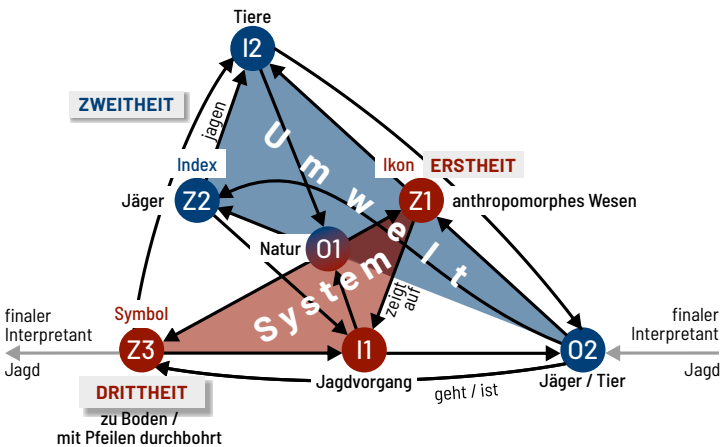 Tiere
I2
ZWEITHEIT
jagen
Umwelt
Index
Ikon
ERSTHEIT
Jäger
Z2
Z1
anthropomorphes Wesen
Natur
O1
System
zeigt
auf
finaler
Interpretant
Symbol
finaler
Interpretant
Z3
I1
O2
Jagd
Jagdvorgang
Jäger / Tier
Jagd
DRITTHEIT
geht / ist
zu Boden /
mit Pfeilen durchbohrt